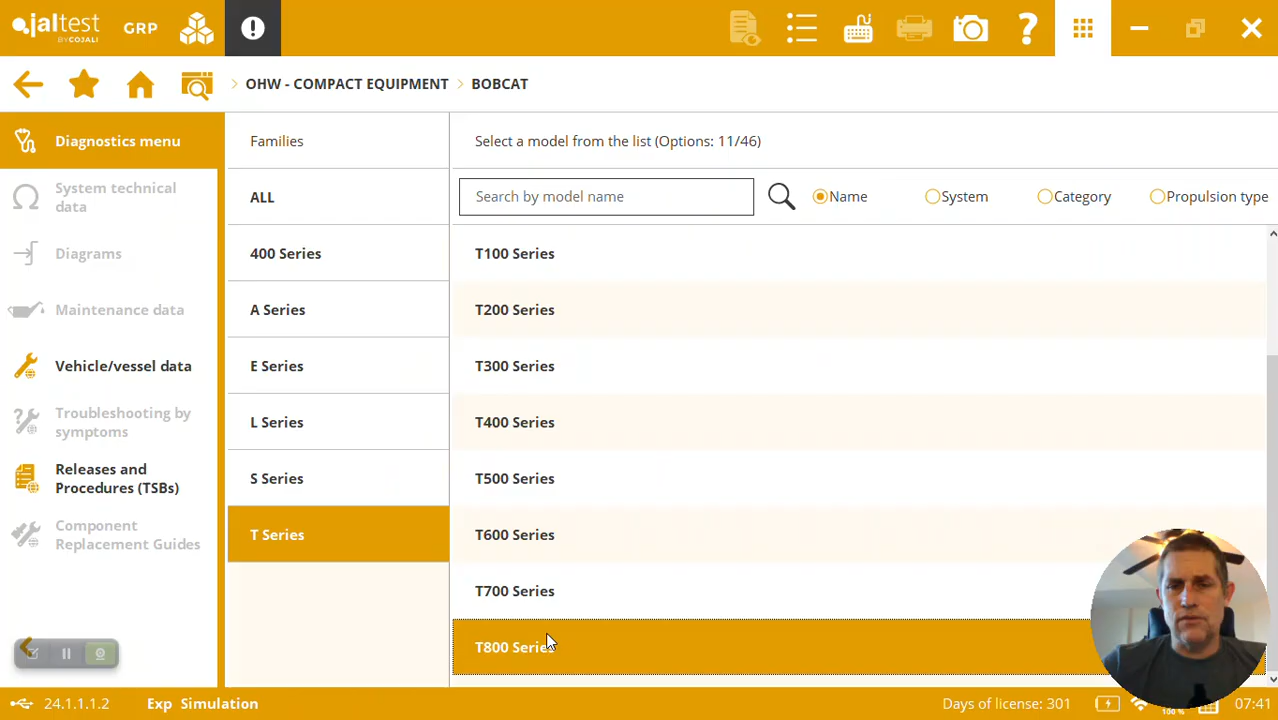 jaltest
BY COJALI
GRP
OHW - COMPACT EQUIPMENT
BOBCAT
Diagnostics menu
System technical
data
Diagrams
Maintenance data
Vehicle/vessel data
Troubleshooting by
symptoms
Releases and
Procedures (TSBs)
Component
Replacement Guides
Families
ALL
400 Series
A Series
E Series
L Series
S Series
T Series
Select a model from the list (Options: 11/46)
Search by model name
Name
System
Category
Propulsion type
T100 Series
T200 Series
T300 Series
T400 Series
T500 Series
T600 Series
T700 Series
T800 Series
24.1.1.1.2
Exp Simulation
Days of license: 301
100 %
07:41